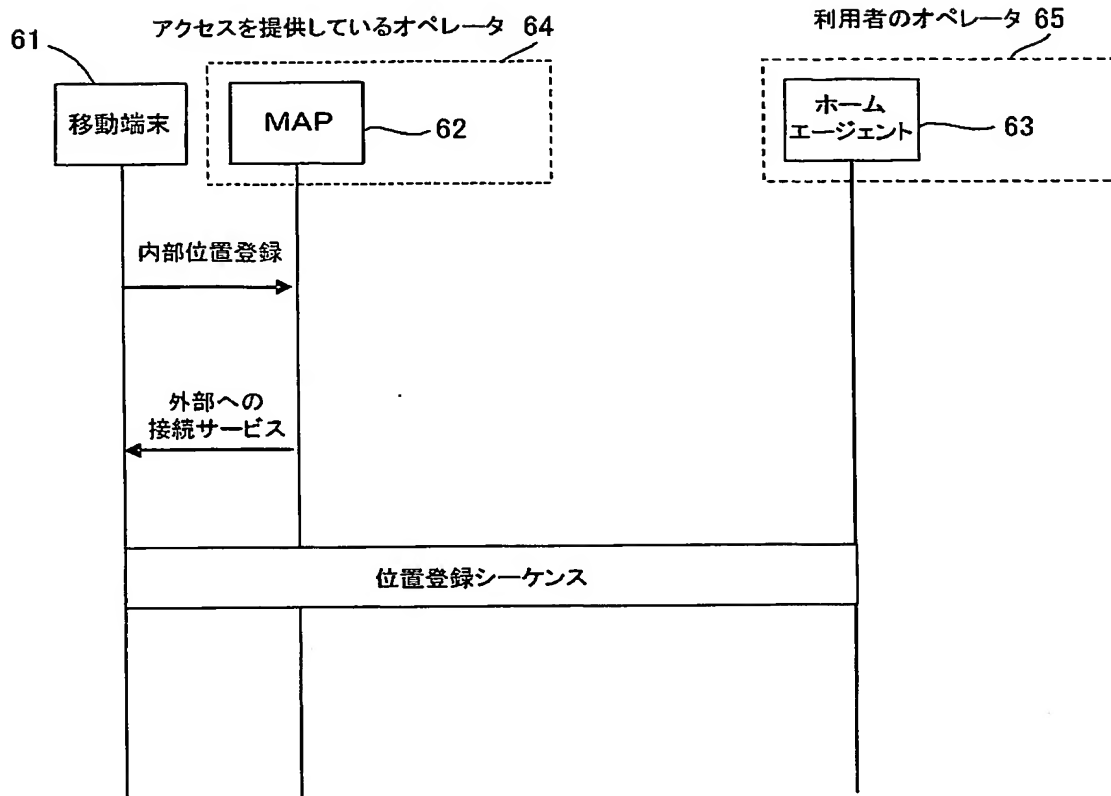 アクセスを提供しているオペレータ 64
利用者のオペレータ 65
61
移動端末
MAP
62
ホーム
エージェント
63
内部位置登録
外部への
接続サービス
位置登録シーケンス